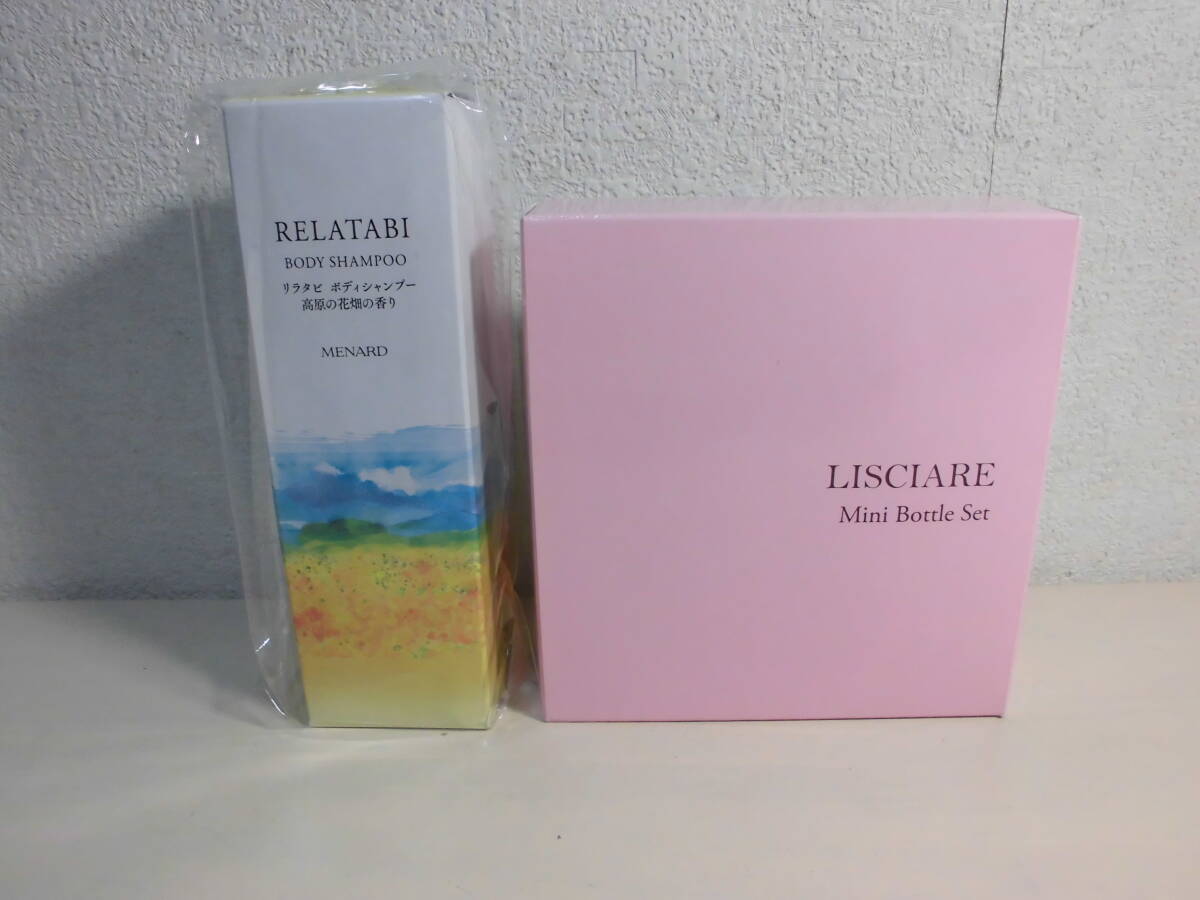 RELATABI
BODY SHAMPOO
リラタビ ボディシャンプー
高原の花畑の香り
MENARD
LISCIARE
Mini Bottle Set